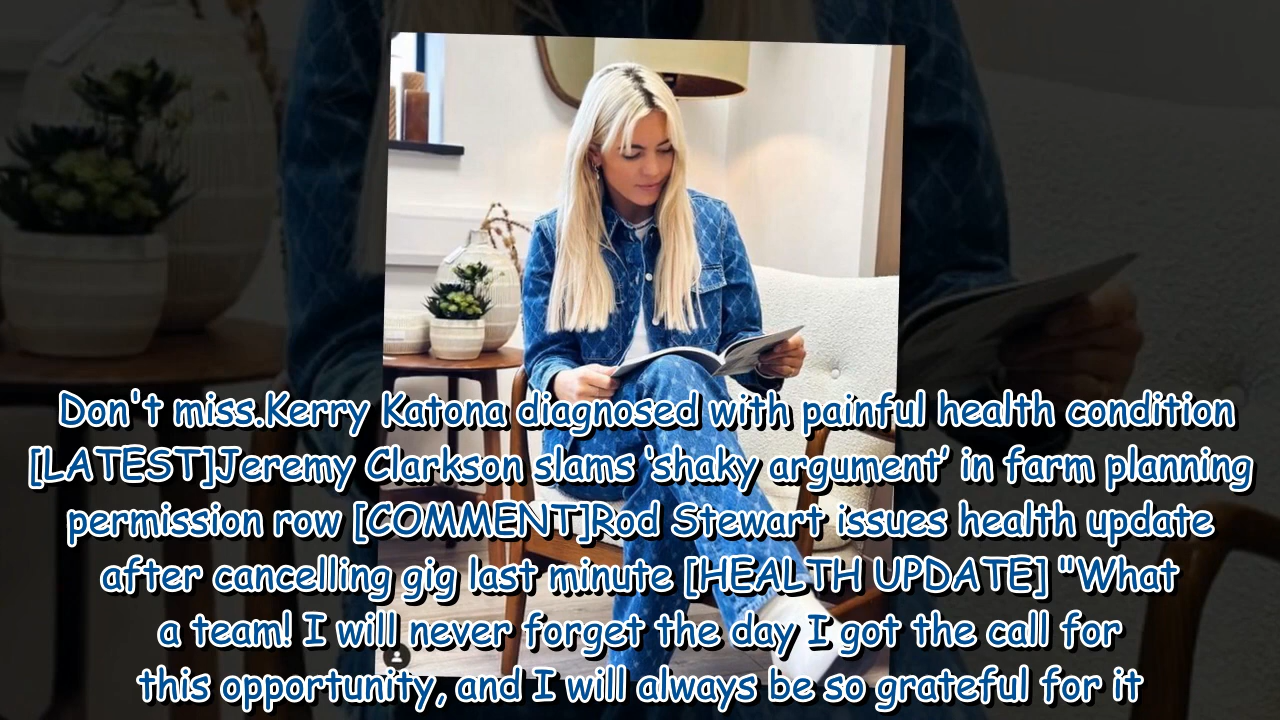 Don't miss.Kerry Katona diagnosed with painful health condition
[LATEST]Jeremy Clarkson slams ‘shaky argument’ in farm planning
permission row [COMMENT]Rod Stewart issues health update
after cancelling gig last minute [HEALTH UPDATE] "What
a team! I will never forget the day I got the call for
this opportunity, and I will always be so grateful for it